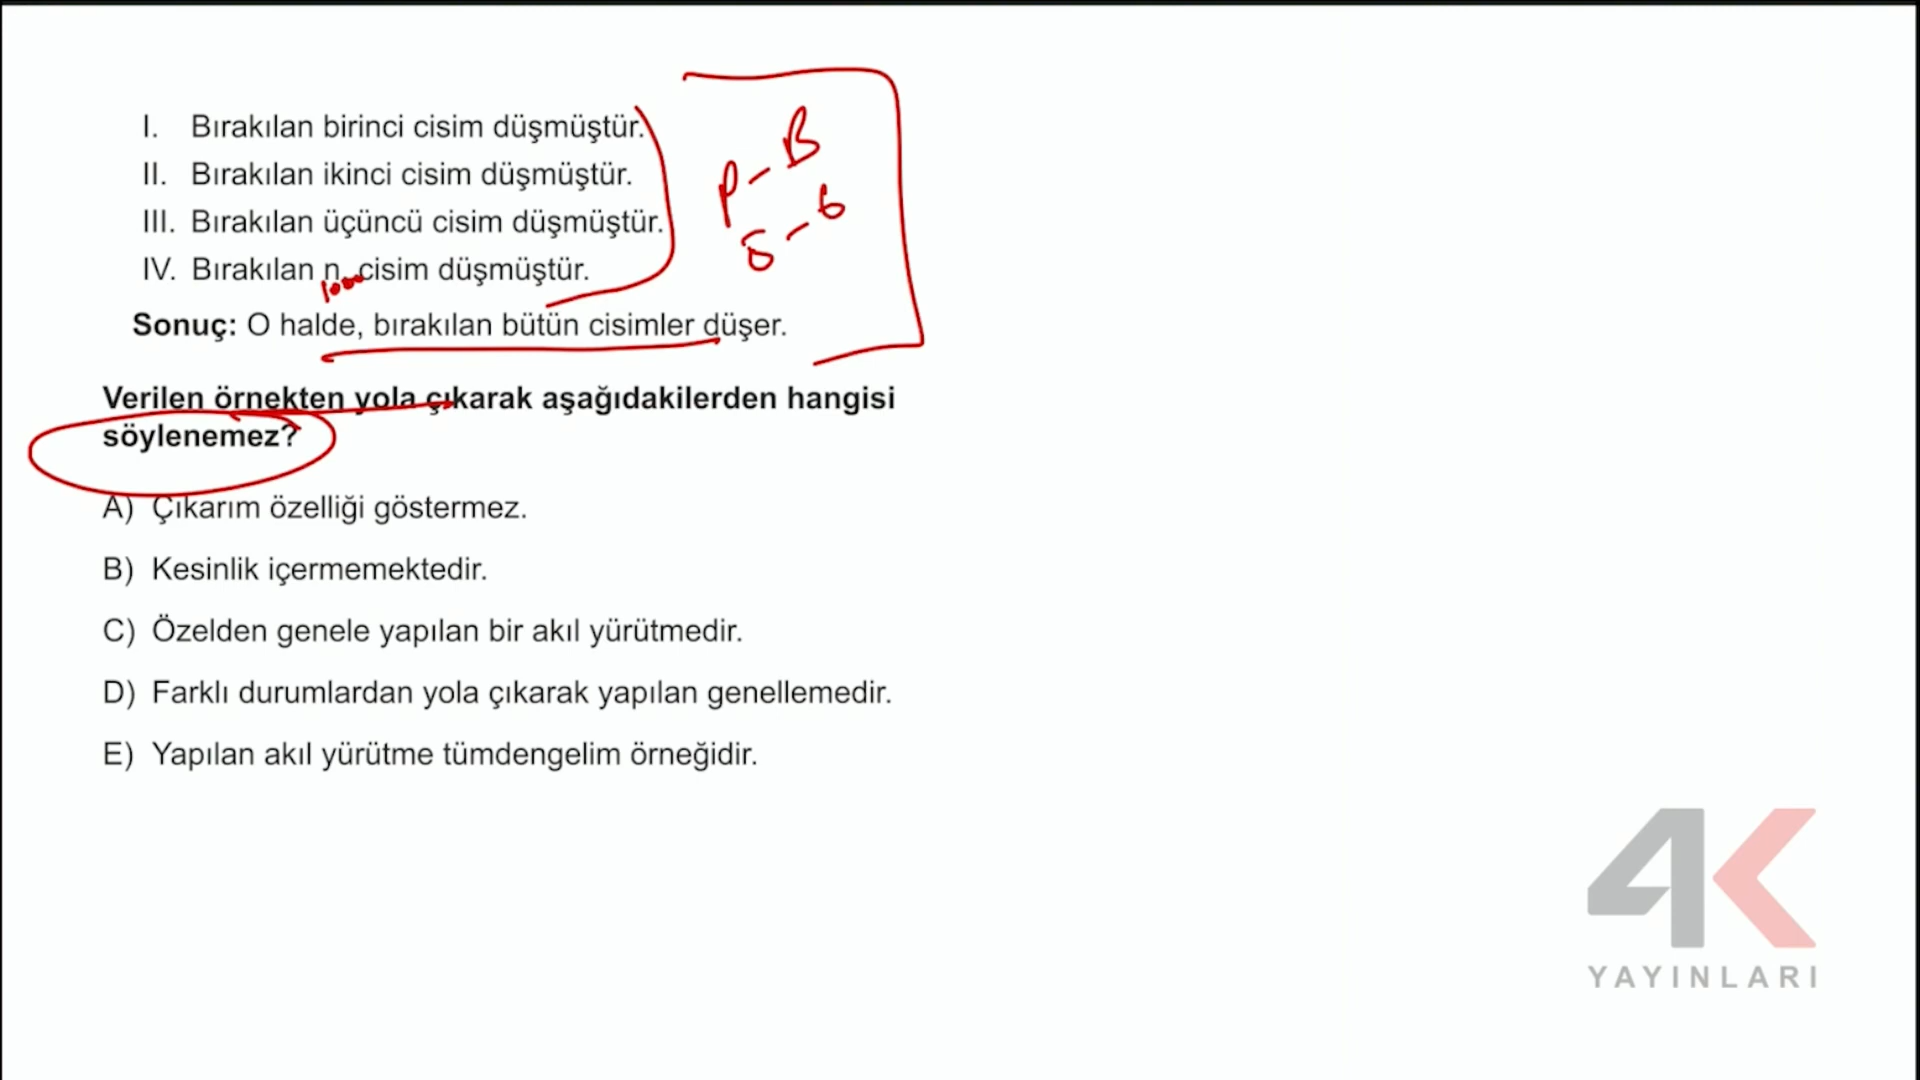 I. Bırakılan birinci cisim düşmüştür.
II. Bırakılan ikinci cisim düşmüştür.
III. Bırakılan üçüncü cisim düşmüştür.
IV. Bırakılan n. cisim düşmüştür.
1000
P - B
Ö - G
Sonuç: O halde, bırakılan bütün cisimler düşer.
Verilen örnekten yola çıkarak aşağıdakilerden hangisi
söylenemez?
A) Çıkarım özelliği göstermez.
B) Kesinlik içermemektedir.
C) Özelden genele yapılan bir akıl yürütmedir.
D) Farklı durumlardan yola çıkarak yapılan genellemedir.
E) Yapılan akıl yürütme tümdengelim örneğidir.
4K
YAYINLARI